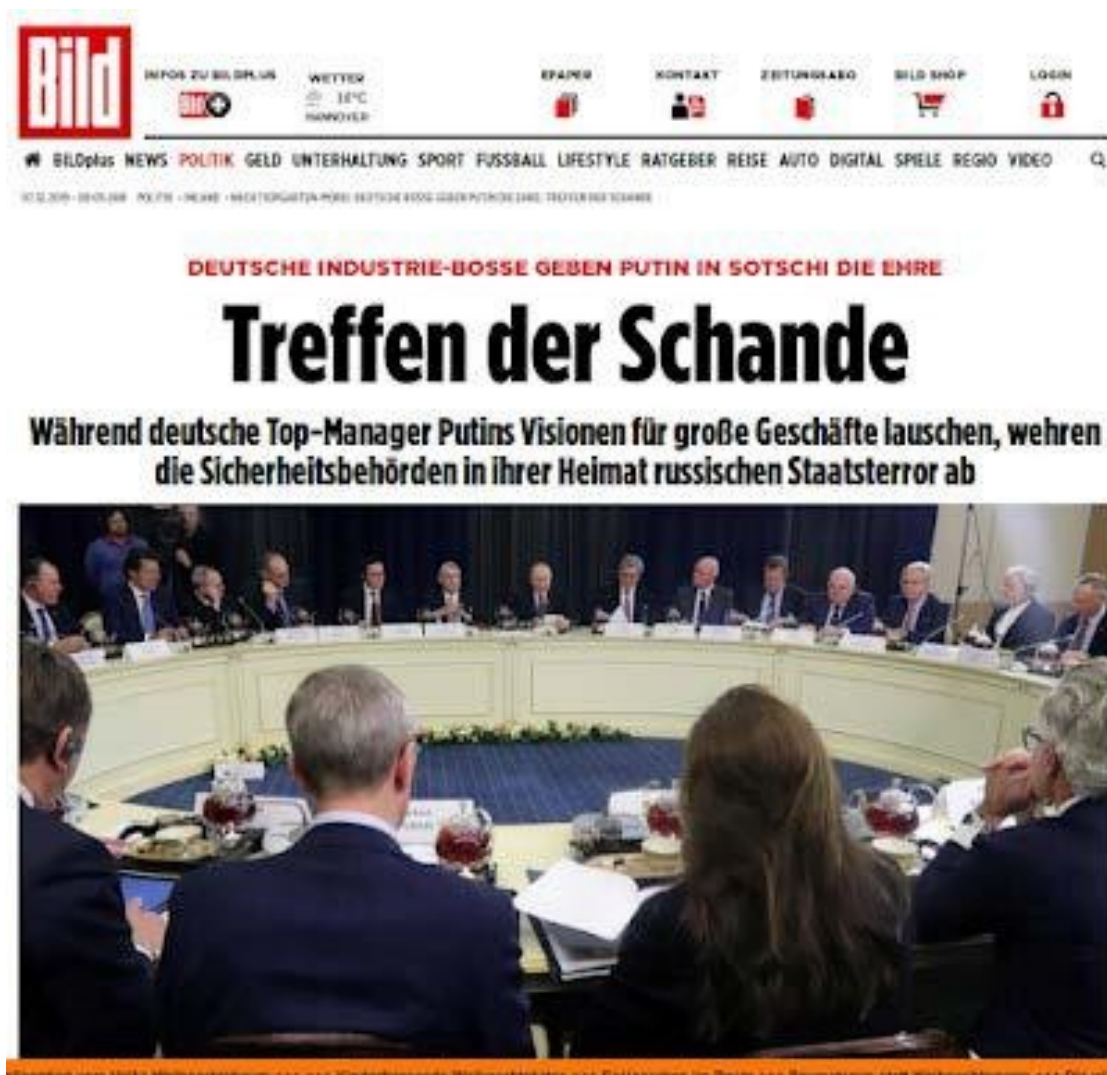 Bild
INFOS ZU BILDPLUS
WETTER
EPAPER
KONTAKT
ZEITUNGSABO
BILD SHOP
LOGIN
Bild
16°C
HANNOVER
BILDplus NEWS POLITIK GELD UNTERHALTUNG SPORT FUSSBALL LIFESTYLE RATGEBER REISE AUTO DIGITAL SPIELE REGIO VIDEO
DEUTSCHE INDUSTRIE-BOSSE GEBEN PUTIN IN SOTSCHI DIE EHRE
Treffen der Schande
Während deutsche Top-Manager Putins Visionen für große Geschäfte lauschen, wehren
die Sicherheitsbehörden in ihrer Heimat russischen Staatsterror ab